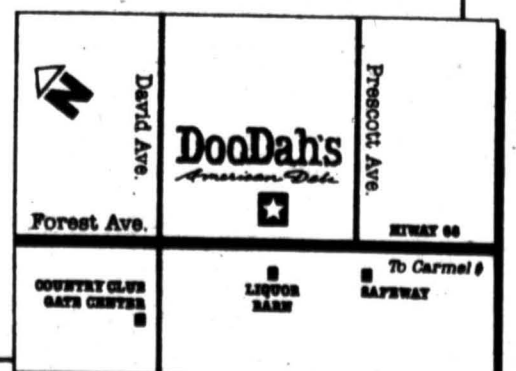 N
David Ave.
Prescott Ave.
DooDah's
American Deli
Forest Ave.
HIWAY 68
To Carmel
COUNTRY CLUB
GATE CENTER
LIQUOR
BARN
SAFEWAY